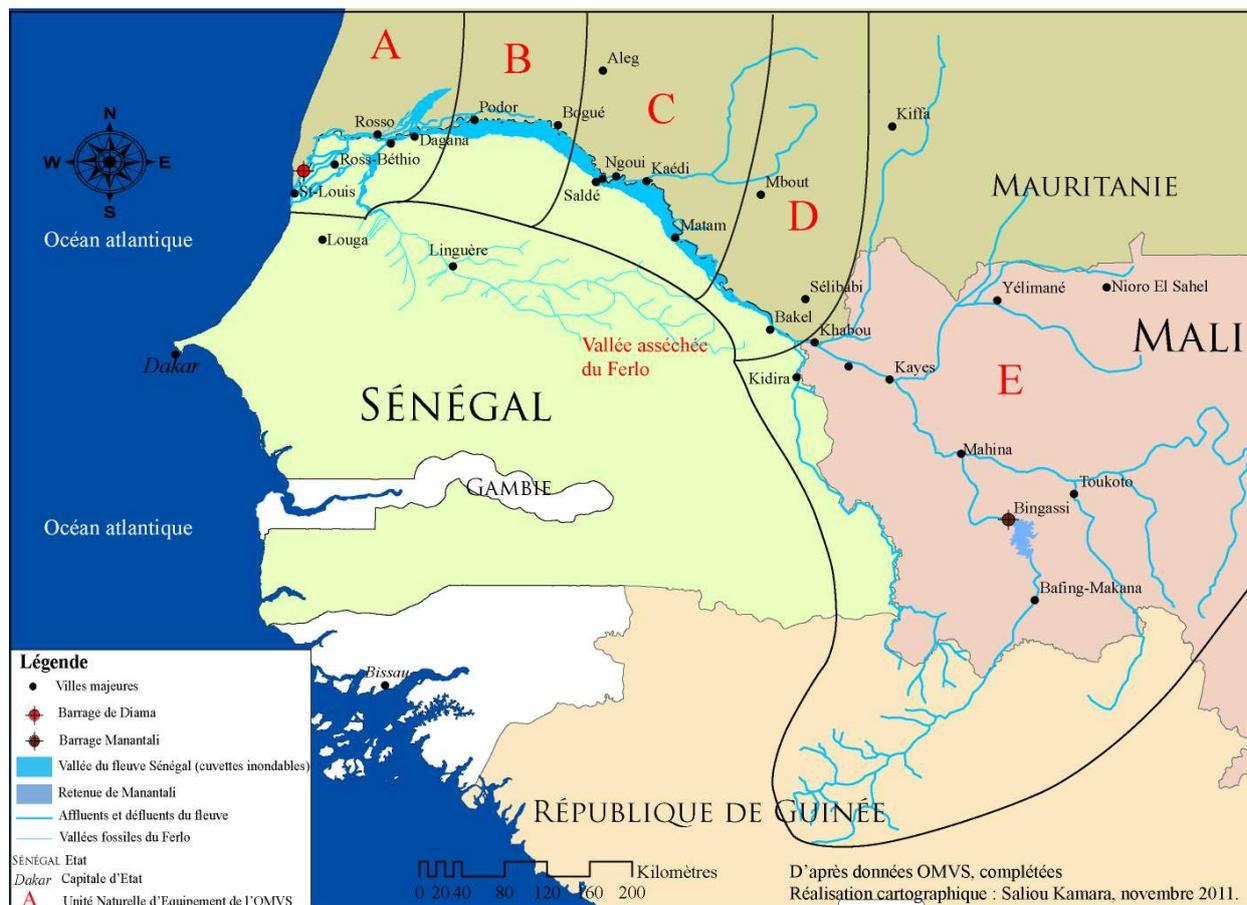 A
B
C
D
E
Aleg
Kiffa
Podor
Bogué
Rosso
Dagana
Ross-Béthio
St-Louis
Ngoui
Kaédi
Saldé
Mbout
Matam
MAURITANIE
N
W
E
S
Océan atlantique
Louga
Linguère
Sélibabi
Bakel
Khabou
Yélimané
Nioro El Sahel
MALI
Vallée asséchée
du Ferlo
Dakar
Kidira
Kayes
SÉNÉGAL
Mahina
Toukoto
GAMBIE
Bingassi
Océan atlantique
Bafing-Makana
Bissau
RÉPUBLIQUE DE GUINÉE
Légende
Villes majeures
Barrage de Diama
Barrage Manantali
Vallée du fleuve Sénégal (cuvettes inondables)
Retenue de Manantali
Affluents et défluents du fleuve
Vallées fossiles du Ferlo
SÉNÉGAL Etat
Dakar Capitale d'Etat
A Unité Naturelle d'Equipement de l'OMVS
Kilomètres
0 20 40 80 120 160 200
D'après données OMVS, complétées
Réalisation cartographique : Saliou Kamara, novembre 2011.